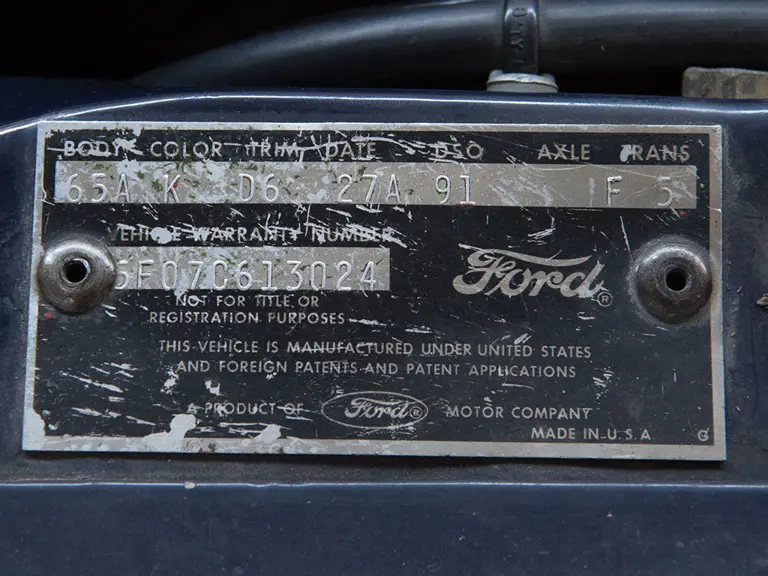 BODY COLOR TRIM DATE DSO AXLE TRANS
65A K D6 27A 91 F 5
VEHICLE WARRANTY NUMBER
5F07C613024
Ford®
NOT FOR TITLE OR
REGISTRATION PURPOSES
THIS VEHICLE IS MANUFACTURED UNDER UNITED STATES
AND FOREIGN PATENTS AND PATENT APPLICATIONS
A PRODUCT OF Ford® MOTOR COMPANY
MADE IN U.S.A G